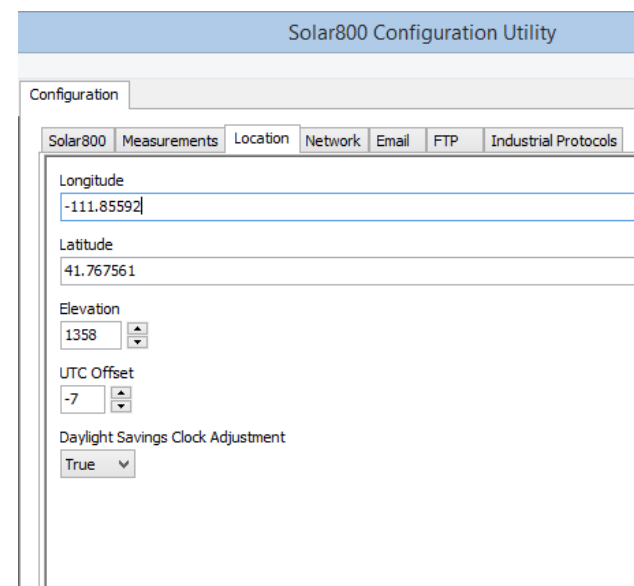 Solar800 Configuration Utility
Configuration
Solar800 Measurements Location Network Email FTP Industrial Protocols
Longitude
-111.85592
Latitude
41.767561
Elevation
1358
UTC Offset
-7
Daylight Savings Clock Adjustment
True